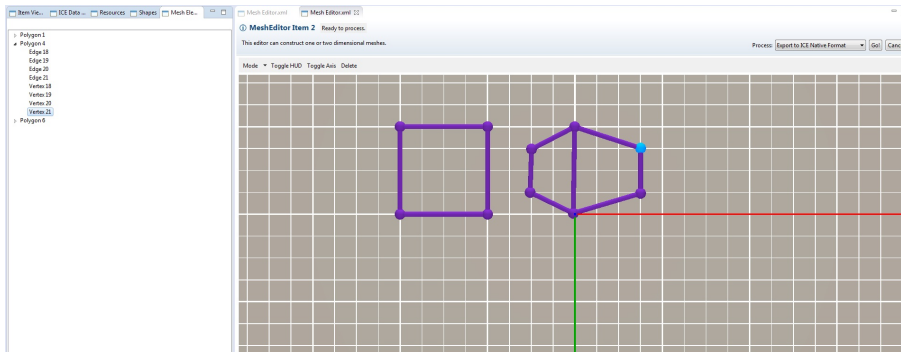 Item Vie... ICE Data ... Resources Shapes Mesh Ele...
Polygon 1
Polygon 4
Edge 18
Edge 19
Edge 20
Edge 21
Vertex 18
Vertex 19
Vertex 20
Vertex 21
Polygon 6
Mesh Editor.xml Mesh Editor.xml
MeshEditor Item 2 Ready to process.
This editor can construct one or two dimensional meshes.
Process: Export to ICE Native Format Go! Canc
Mode Toggle HUD Toggle Axis Delete